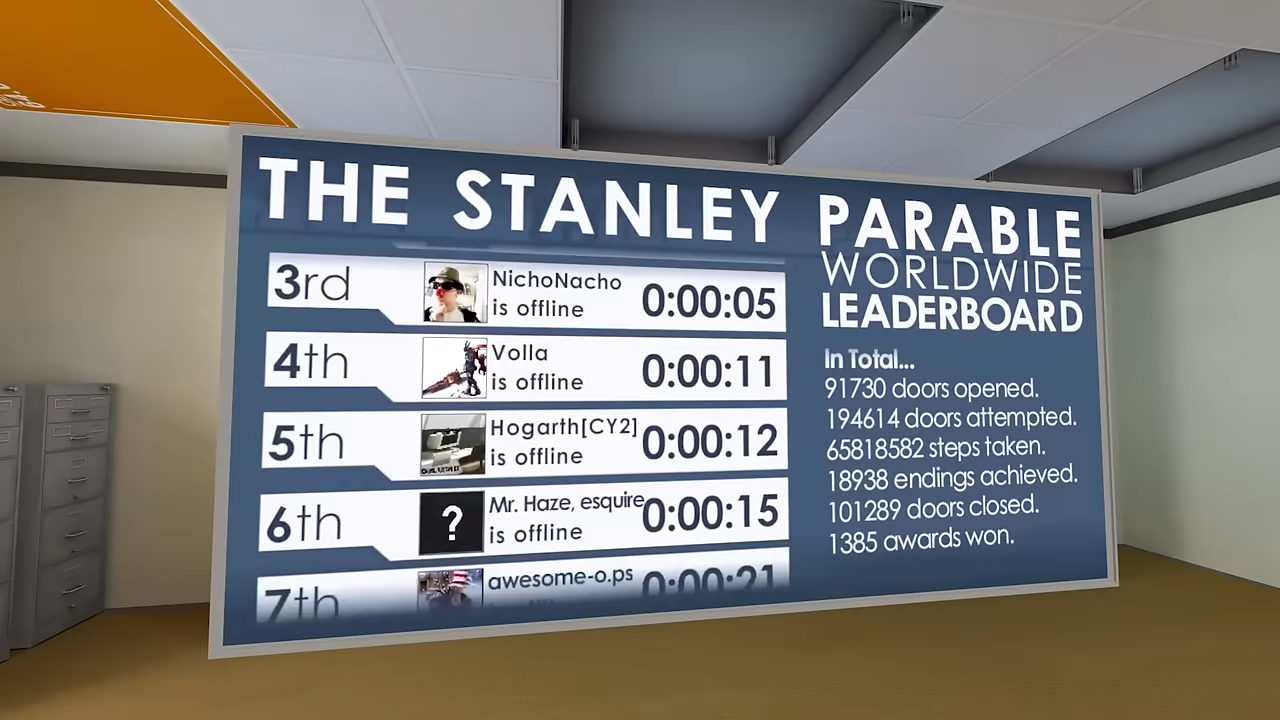 THE STANLEY PARABLE
WORLDWIDE
LEADERBOARD
3rd
NichoNacho
is offline
0:00:05
4th
Volla
is offline
0:00:11
5th
Hogarth[CY2]
is offline
0:00:12
6th
?
Mr. Haze, esquire
is offline
0:00:15
7th
awesome-o.ps
0:00:21
In Total...
91730 doors opened.
194614 doors attempted.
65818582 steps taken.
18938 endings achieved.
101289 doors closed.
1385 awards won.